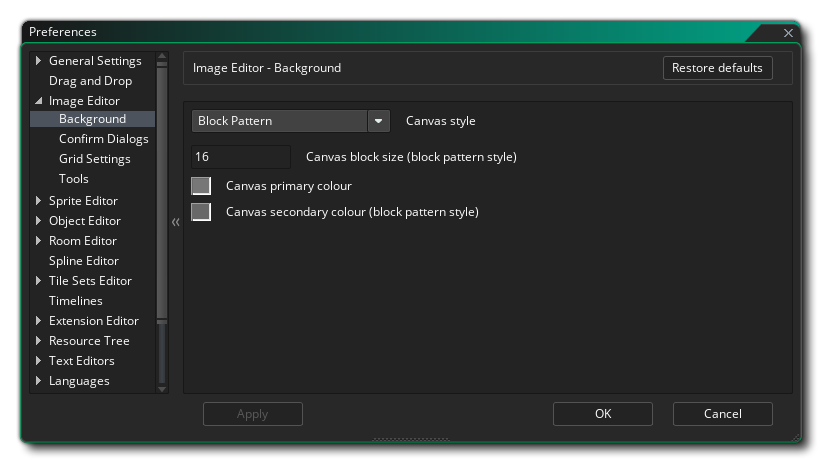 Preferences
General Settings
Drag and Drop
Image Editor
Background
Confirm Dialogs
Grid Settings
Tools
Sprite Editor
Object Editor
Room Editor
Spline Editor
Tile Sets Editor
Timelines
Extension Editor
Resource Tree
Text Editors
Languages
Image Editor - Background
Restore defaults
Block Pattern
Canvas style
16
Canvas block size (block pattern style)
Canvas primary colour
Canvas secondary colour (block pattern style)
Apply
OK
Cancel